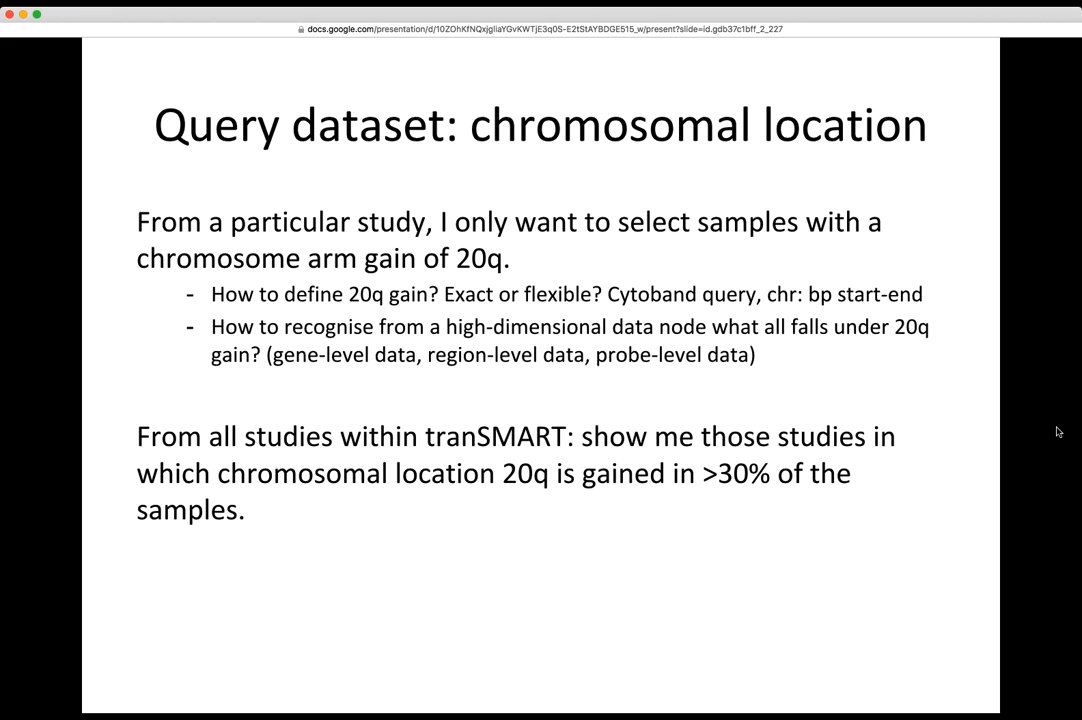 docs.google.com/presentation/d/10ZOhKfNQxjgliaYGvKWTjE3q0S-E2tStAYBDGE515_w/present?slide=id.gdb37c1bff_2_227
Query dataset: chromosomal location
From a particular study, I only want to select samples with a
chromosome arm gain of 20q.
- How to define 20q gain? Exact or flexible? Cytoband query, chr: bp start-end
- How to recognise from a high-dimensional data node what all falls under 20q
gain? (gene-level data, region-level data, probe-level data)
From all studies within tranSMART: show me those studies in
which chromosomal location 20q is gained in >30% of the
samples.